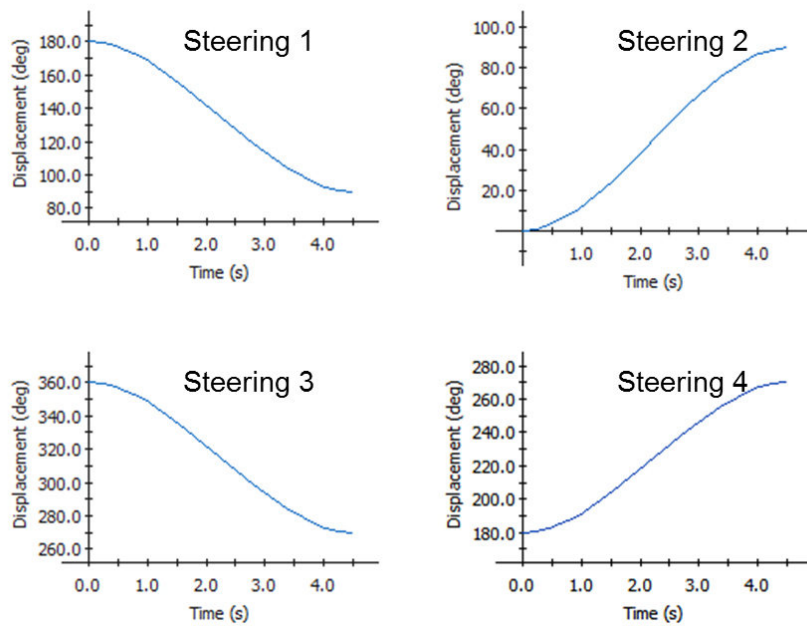 Steering 1
Displacement (deg)
180.0
160.0
140.0
120.0
100.0
80.0
0.0 1.0 2.0 3.0 4.0
Time (s)
Steering 2
Displacement (deg)
100.0
80.0
60.0
40.0
20.0
1.0 2.0 3.0 4.0
Time (s)
Steering 3
Displacement (deg)
360.0
340.0
320.0
300.0
280.0
260.0
0.0 1.0 2.0 3.0 4.0
Time (s)
Steering 4
Displacement (deg)
280.0
260.0
240.0
220.0
200.0
180.0
0.0 1.0 2.0 3.0 4.0
Time (s)